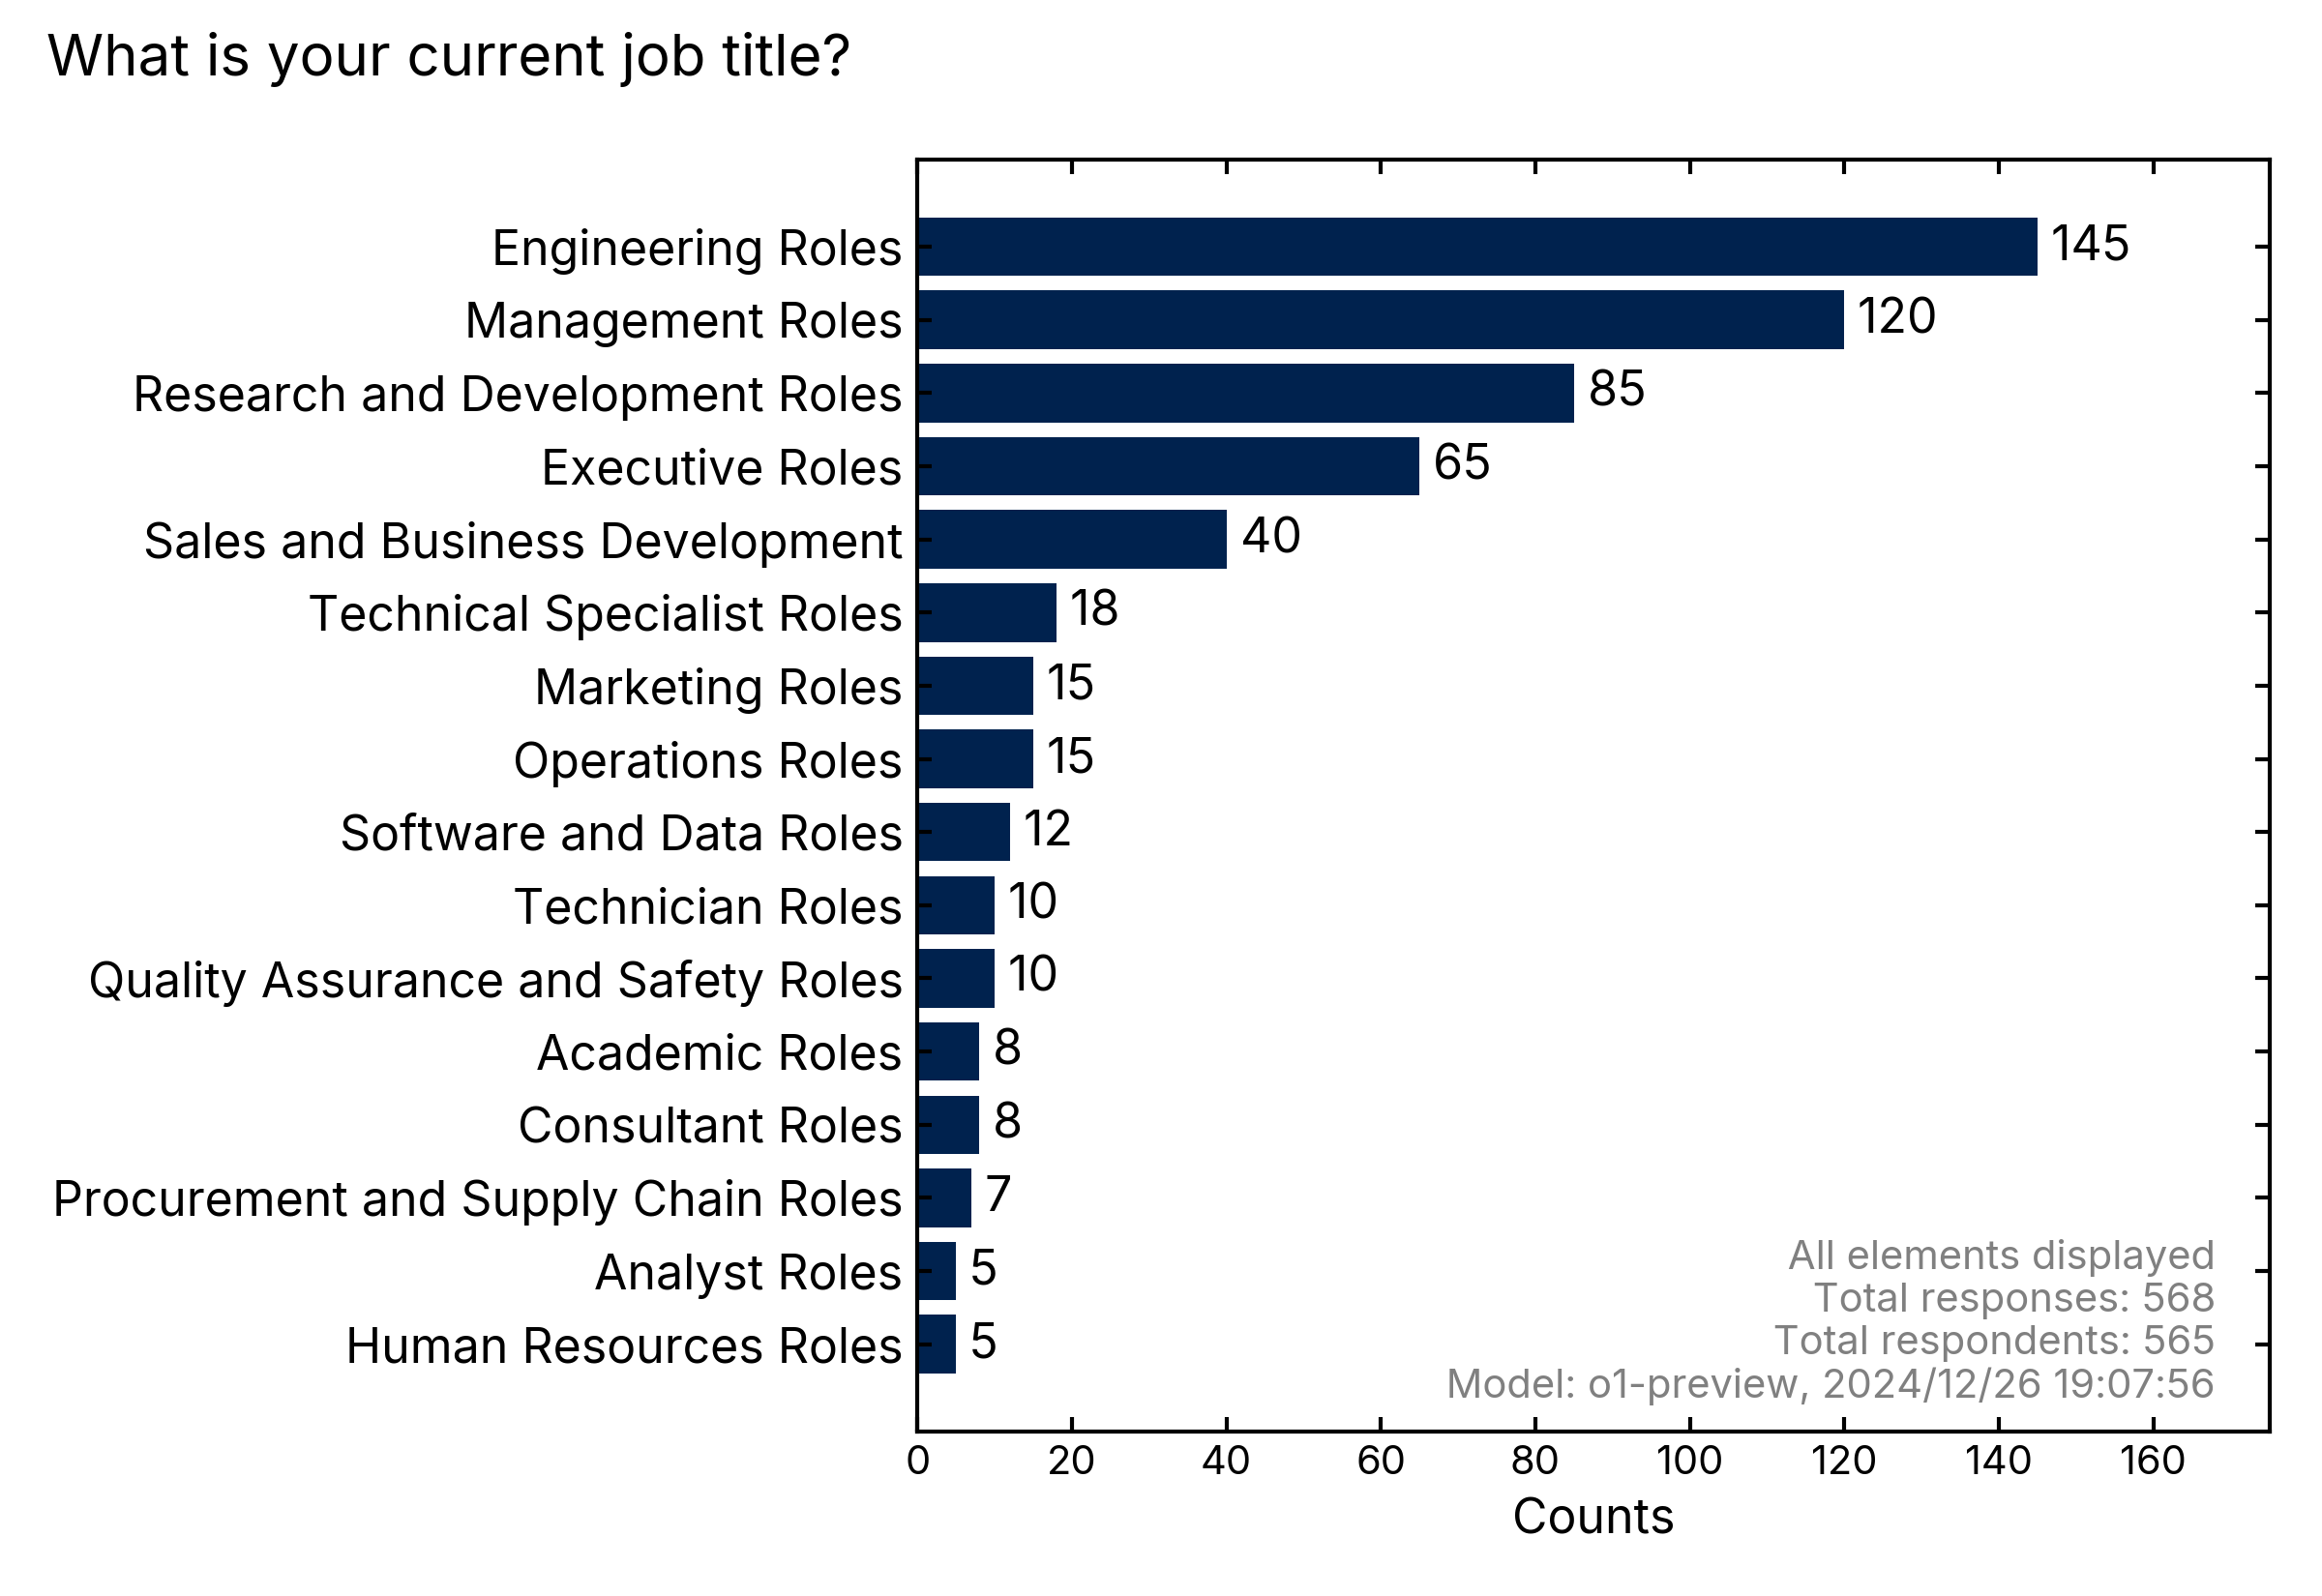 What is your current job title?
Engineering Roles 145
Management Roles 120
Research and Development Roles 85
Executive Roles 65
Sales and Business Development 40
Technical Specialist Roles 18
Marketing Roles 15
Operations Roles 15
Software and Data Roles 12
Technician Roles 10
Quality Assurance and Safety Roles 10
Academic Roles 8
Consultant Roles 8
Procurement and Supply Chain Roles 7
Analyst Roles 5
Human Resources Roles 5
All elements displayed
Total responses: 568
Total respondents: 565
Model: o1-preview, 2024/12/26 19:07:56
0 20 40 60 80 100 120 140 160
Counts